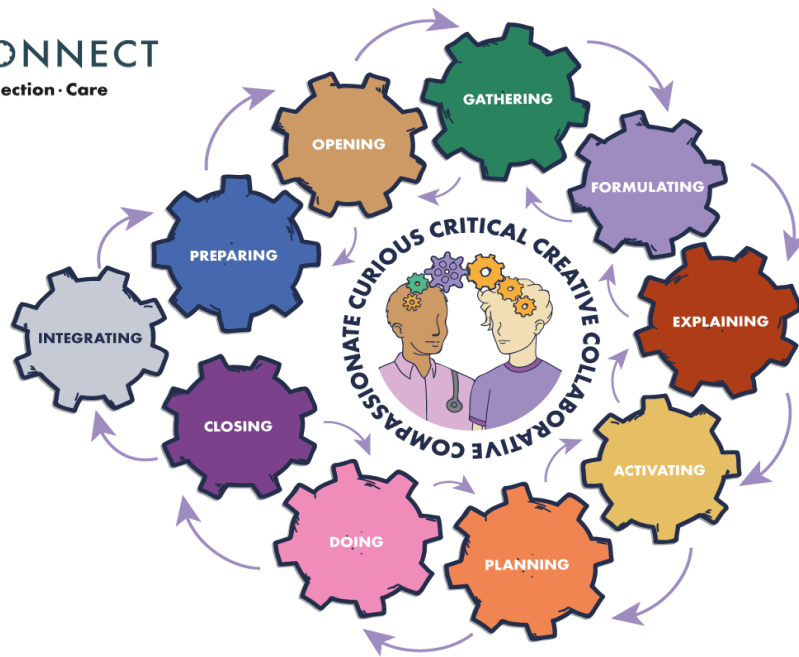 ONNECT
ection · Care
GATHERING
OPENING
FORMULATING
PREPARING
EXPLAINING
INTEGRATING
CLOSING
ACTIVATING
DOING
PLANNING
COMPASSIONATE CURIOUS CRITICAL CREATIVE COLLABORATIVE